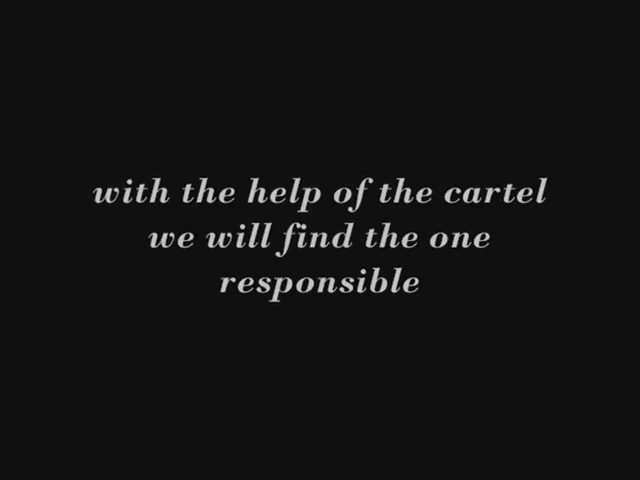 with the help of the cartel
we will find the one
responsible